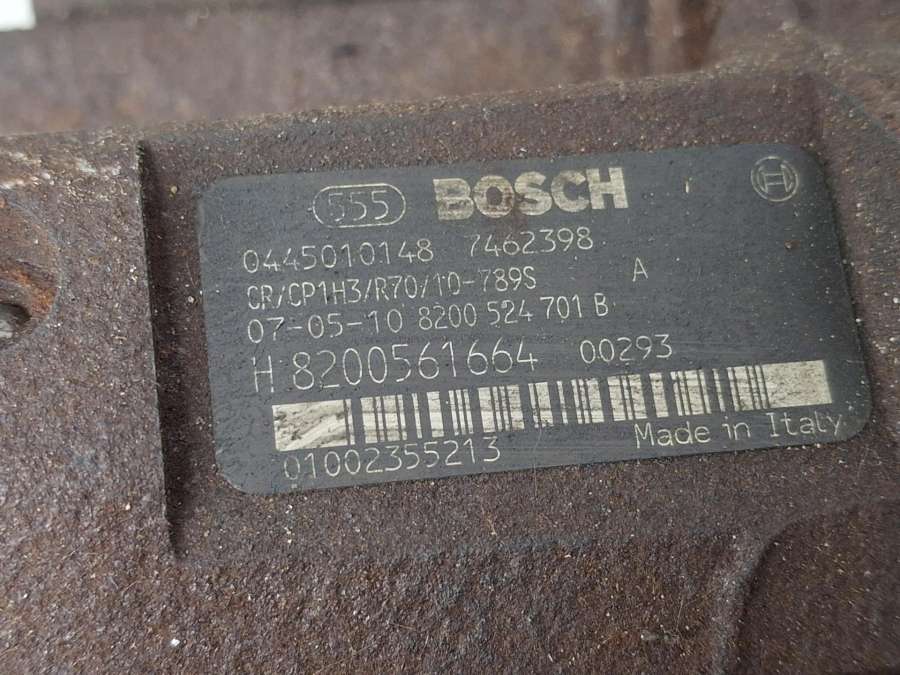 555 BOSCH
0445010148 7462398
CR/CP1H3/R70/10-789S A
07-05-10 8200 524 701 B
H 8200561664 00293
01002355213 Made in Italy